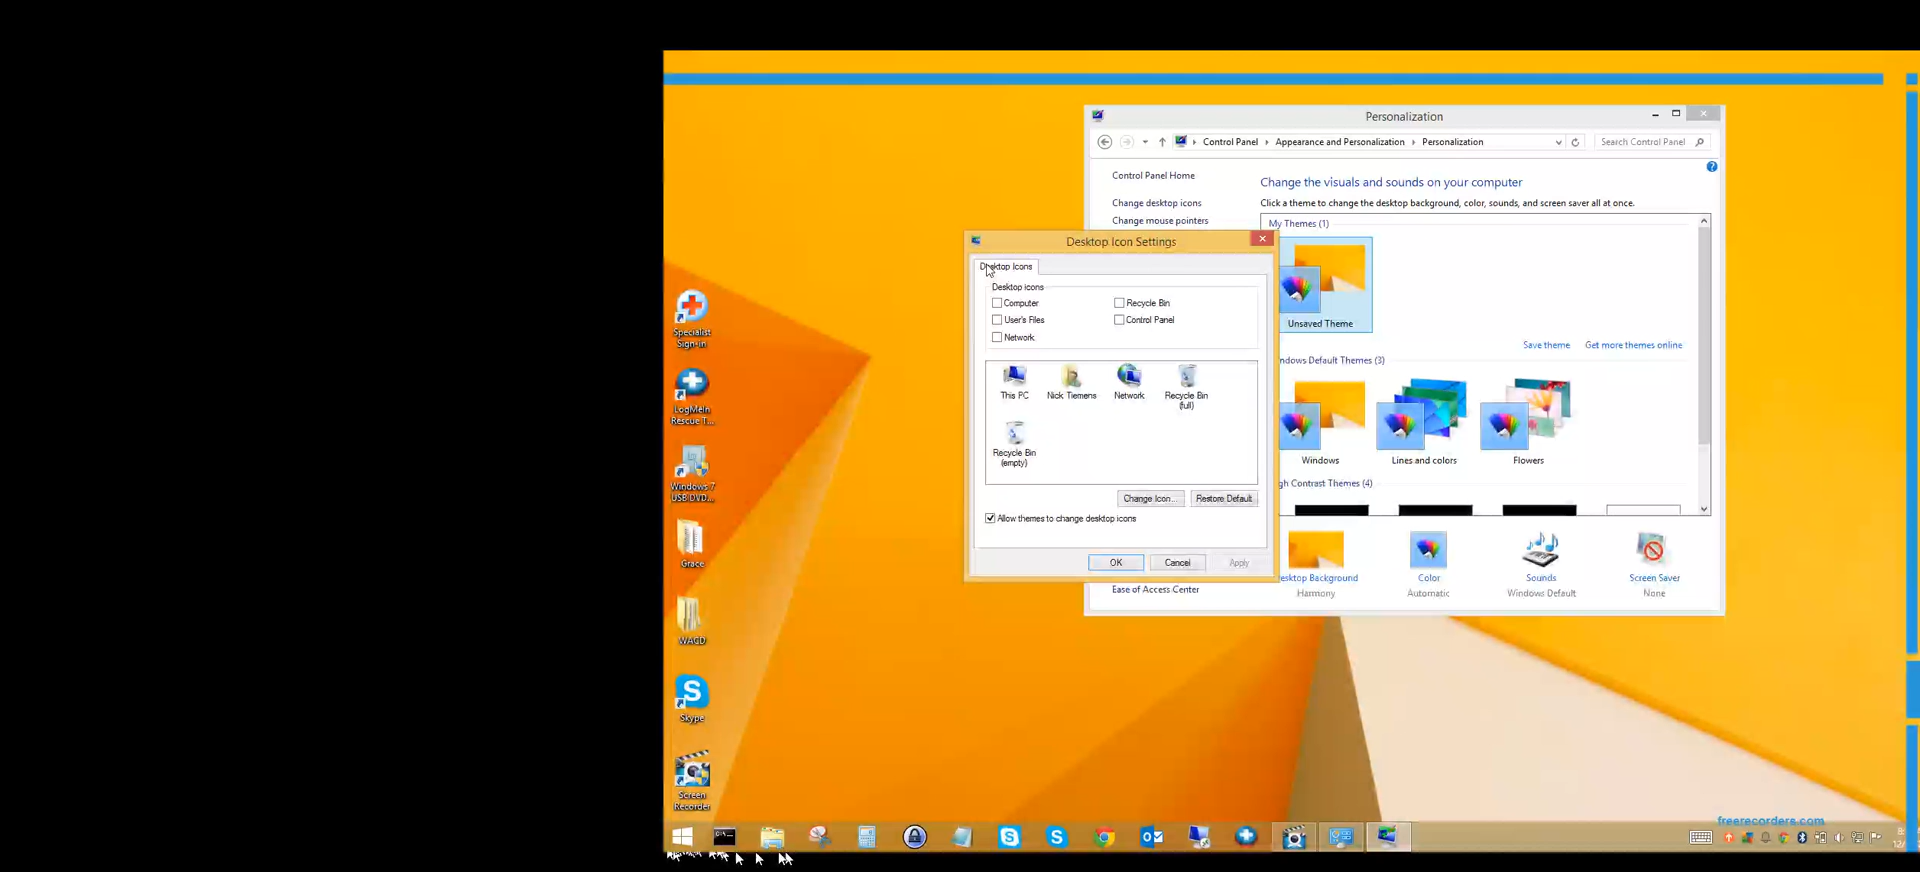 Personalization
Control Panel
Appearance and Personalization
Personalization
Search Control Panel
Control Panel Home
Change desktop icons
Change mouse pointers
Change the visuals and sounds on your computer
Click a theme to change the desktop background, color, sounds, and screen saver all at once.
My Themes (1)
Unsaved Theme
Save theme
Get more themes online
ndows Default Themes (3)
Windows
Lines and colors
Flowers
gh Contrast Themes (4)
esktop Background
Harmony
Color
Automatic
Sounds
Windows Default
Screen Saver
None
Ease of Access Center
Desktop Icon Settings
Desktop Icons
Desktop icons
Computer
Recycle Bin
User's Files
Control Panel
Network
This PC
Nick Tiemens
Network
Recycle Bin
(full)
Recycle Bin
(empty)
Change Icon...
Restore Default
Allow themes to change desktop icons
OK
Cancel
Apply
Specialist
Sign-in
LogMeIn
Rescue T...
Windows 7
USB DVD...
Grace
WAGD
Skype
Screen
Recorder
freerecorders.com